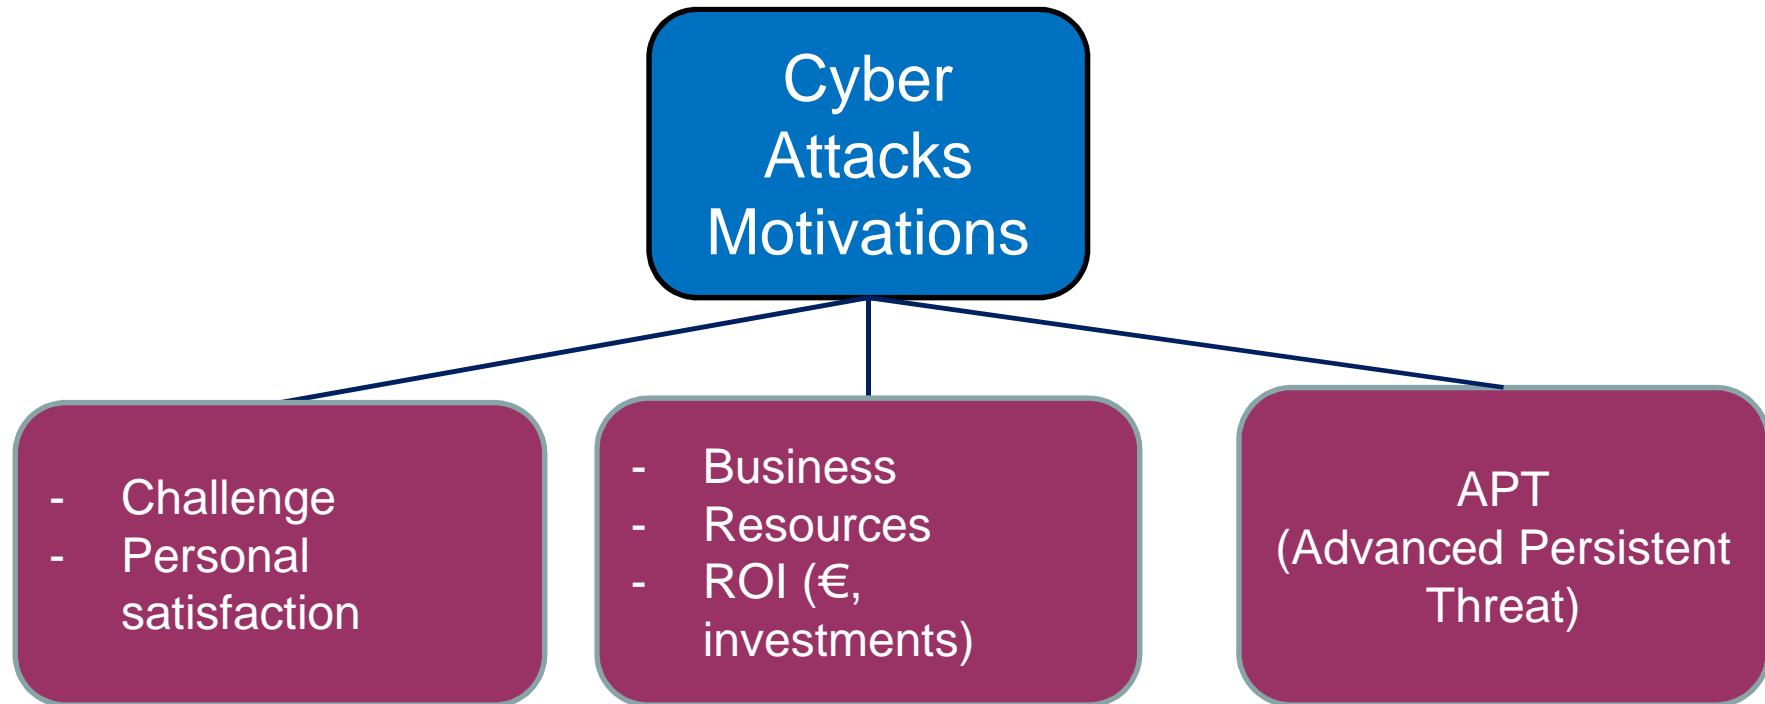 Cyber
Attacks
Motivations
- Challenge
- Personal
satisfaction
- Business
- Resources
- ROI (€,
investments)
APT
(Advanced Persistent
Threat)